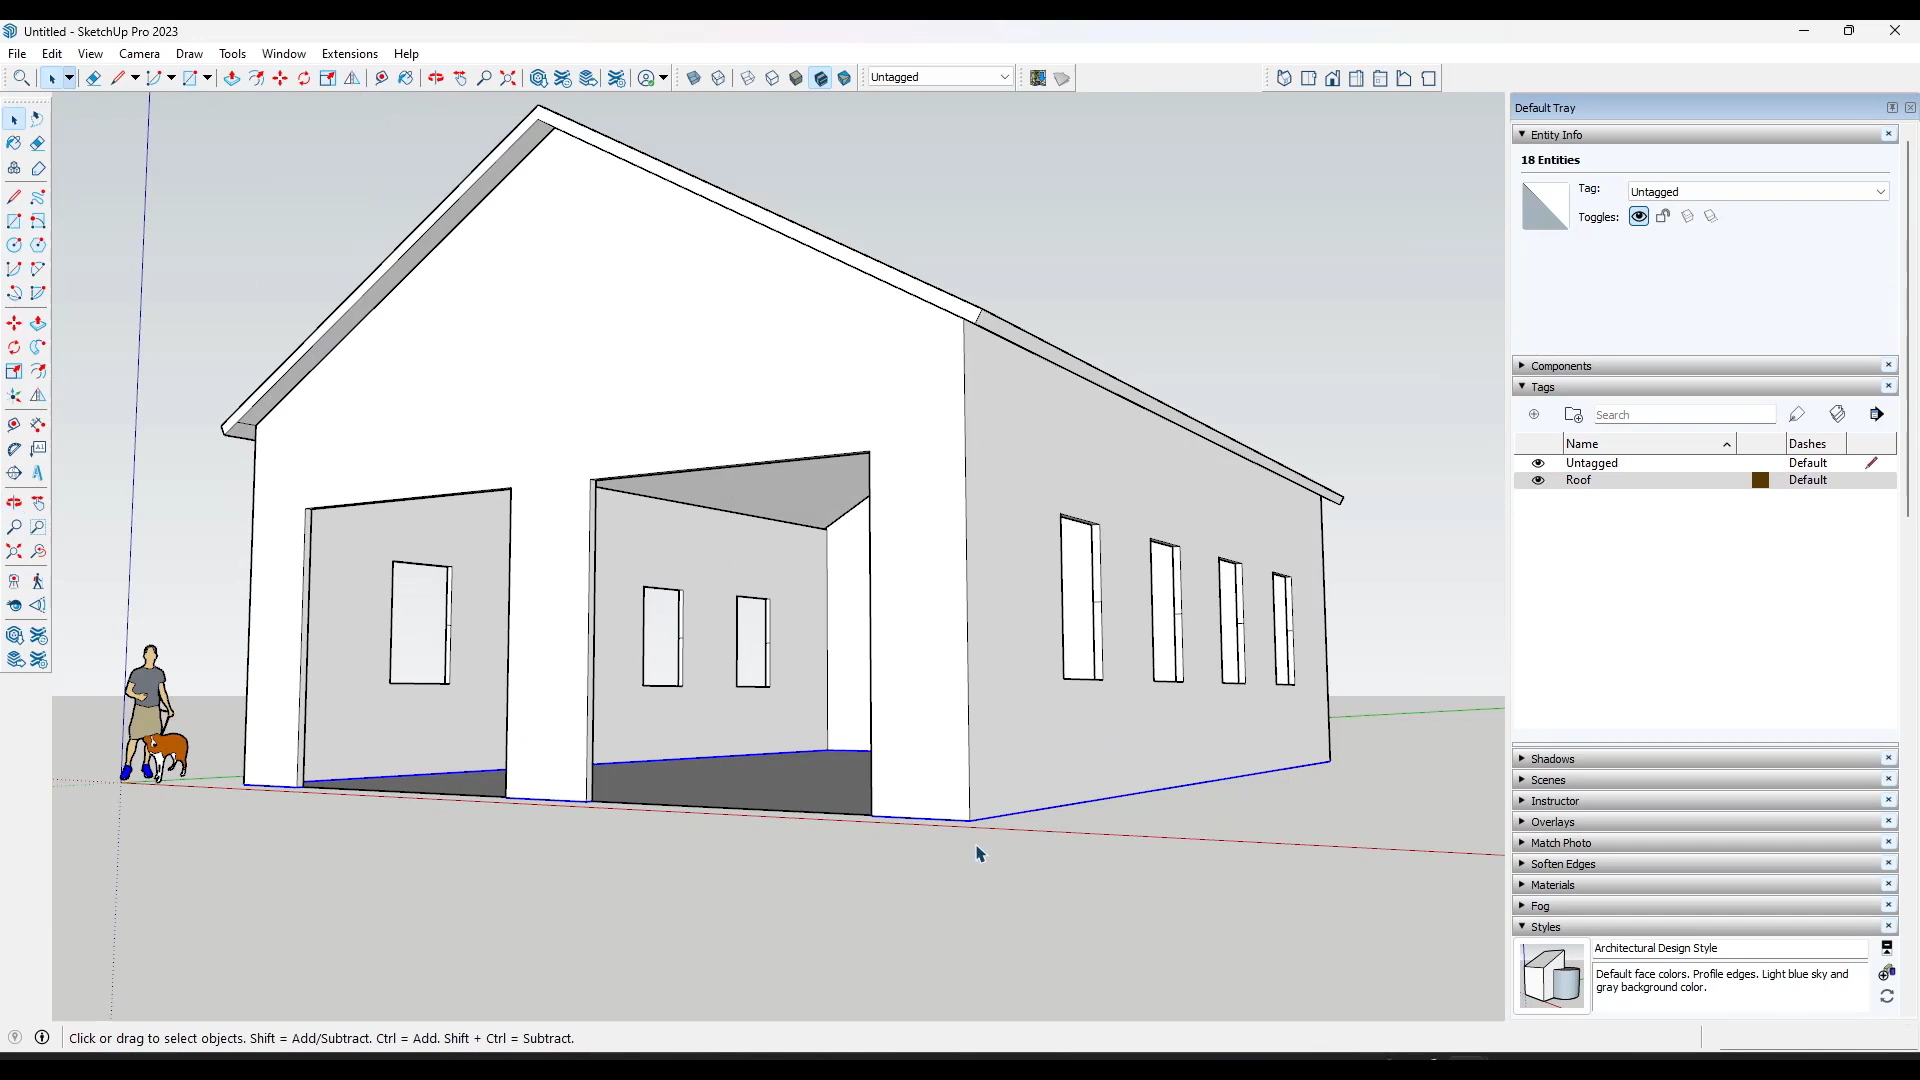 Untitled - SketchUp Pro 2023
File Edit View Camera Draw Tools Window Extensions Help
Untagged
Default Tray
Entity Info
18 Entities
Tag: Untagged
Toggles:
Components
Tags
Search
Name Dashes
Untagged Default
Roof Default
Shadows
Scenes
Instructor
Overlays
Match Photo
Soften Edges
Materials
Fog
Styles
Architectural Design Style
Default face colors. Profile edges. Light blue sky and
gray background color.
Click or drag to select objects. Shift = Add/Subtract. Ctrl = Add. Shift + Ctrl = Subtract.